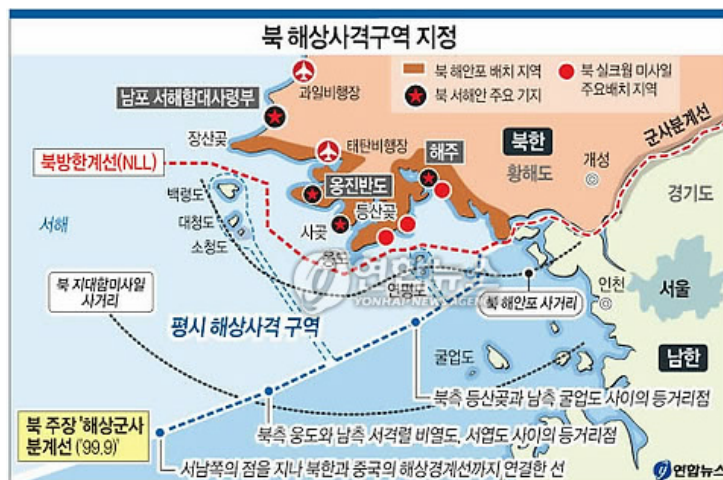 북 해상사격구역 지정
북 해안포 배치 지역
북 서해안 주요 기지
북 실크웜 미사일
주요배치 지역
과일비행장
남포 서해함대사령부
장산곶
태탄비행장
해주
북한
황해도
개성
군사분계선
경기도
북방한계선(NLL)
옹진반도
등산곶
백령도
대청도
소청도
사곶
서해
웅도
연평도
연합뉴스
YONHAP NEWS AGENCY
북 지대함미사일
사거리
북 해안포 사거리
인천
서울
평시 해상사격 구역
굴업도
남한
북측 등산곶과 남측 굴업도 사이의 등거리점
북 주장 '해상군사
분계선('99.9)'
북측 웅도와 남측 서격렬 비열도, 서엽도 사이의 등거리점
서남쪽의 점을 지나 북한과 중국의 해상경계선까지 연결한 선
연합뉴스